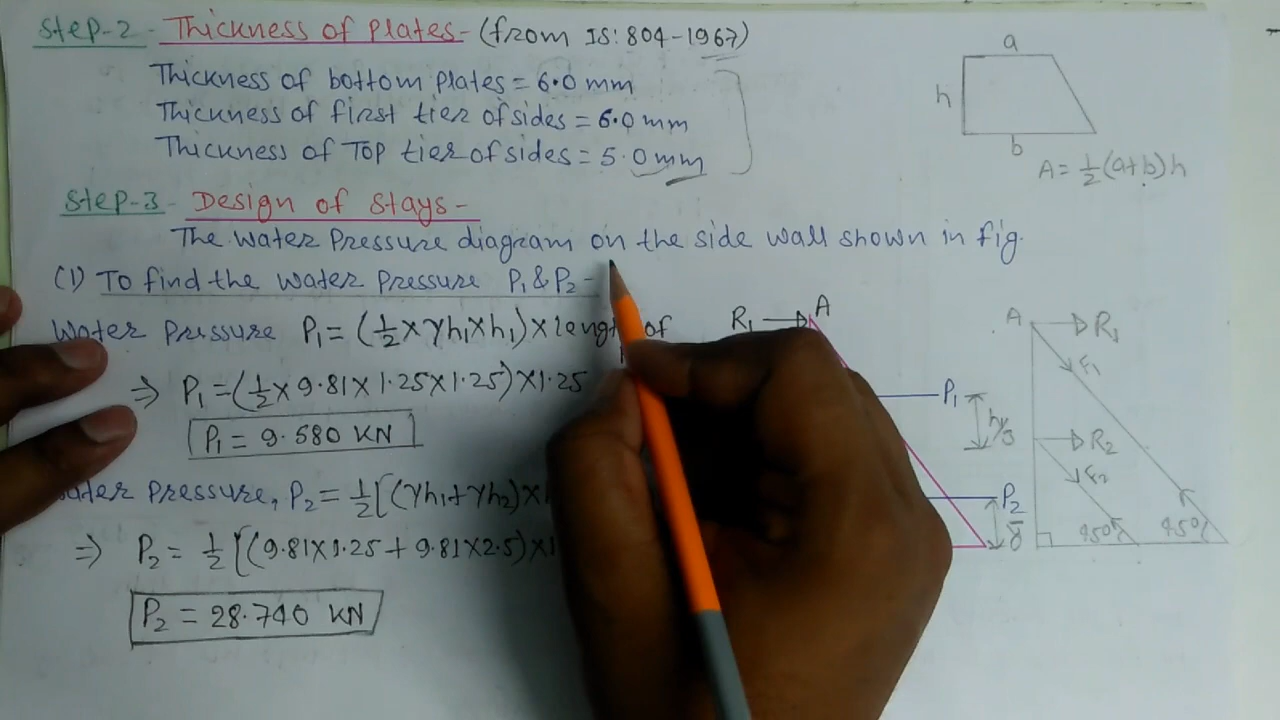 Step-2 - Thickness of Plates - (from IS: 804-1967)
Thickness of bottom plates = 6.0 mm
Thickness of first tier of sides = 6.0 mm
Thickness of Top tier of sides = 5.0 mm
a
h
b
A = ½(a+b)h
Step-3 - Design of stays -
The water Pressure diagram on the side wall shown in fig.
(1) To find the water pressure P₁ & P₂ -
Water Pressure P₁ = (½ × γh₁ × h₁) × length of
⇒ P₁ = (½ × 9.81 × 1.25 × 1.25) × 1.25
P₁ = 9.580 KN
Water Pressure, P₂ = ½[(γh₁ + γh₂) ×
⇒ P₂ = ½[(9.81×1.25 + 9.81×2.5) ×1
P₂ = 28.740 KN
R₁ A
P₁
h/3
P₂
A R₁
F₁
R₂
F₂
45° 45°